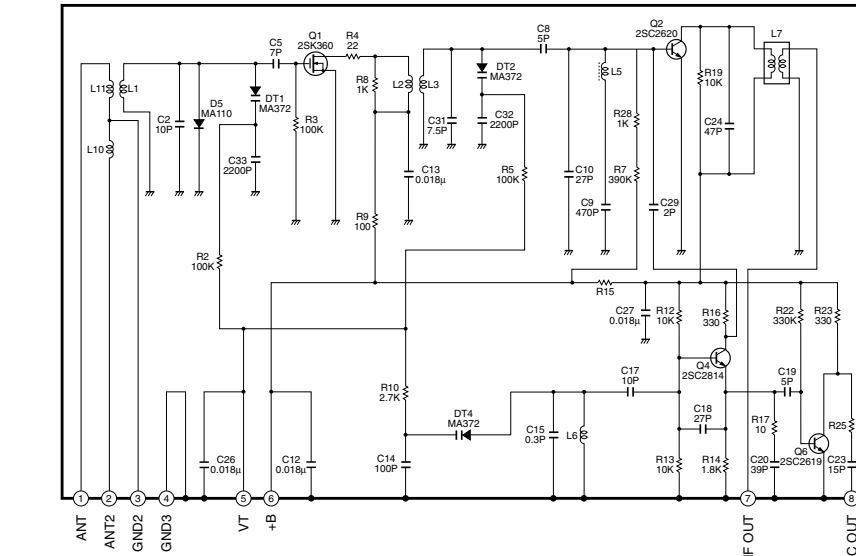 Q1
2SK360
R4
22
C5
7P
C8
5P
Q2
2SC2620
L7
L11
L1
D5
MA110
DT1
MA372
C2
10P
R3
100K
C33
2200P
R8
1K
L2
L3
DT2
MA372
C31
7.5P
C32
2200P
L5
R28
1K
R19
10K
C24
47P
L10
C13
0.018µ
R5
100K
C10
27P
R7
390K
C9
470P
C29
2P
R9
100
R2
100K
R15
C27
0.018µ
R12
10K
R16
330
R22
330K
R23
330
Q4
2SC2814
R10
2.7K
C17
10P
C19
5P
DT4
MA372
C15
0.3P
L6
C18
27P
R17
10
R25
C26
0.018µ
C12
0.018µ
C14
100P
R13
10K
R14
1.8K
C20
39P
Q6
2SC2619
C23
15P
1
2
3
4
5
6
7
8
ANT
ANT2
GND2
GND3
VT
+B
IF OUT
C OUT